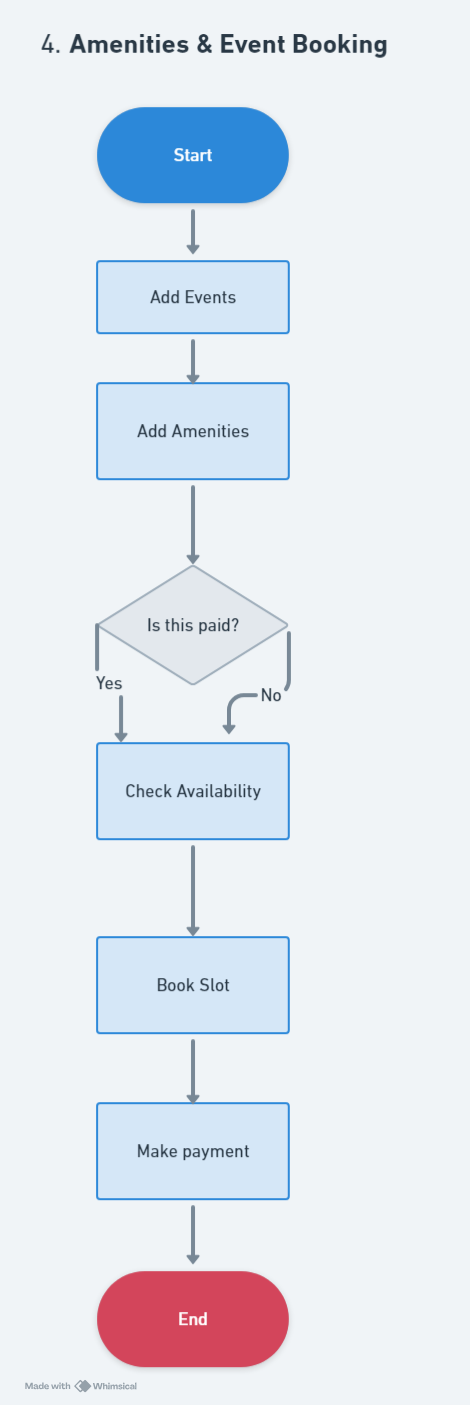 4. Amenities & Event Booking
Start
Add Events
Add Amenities
Is this paid?
Yes
No
Check Availability
Book Slot
Make payment
End
Made with Whimsical